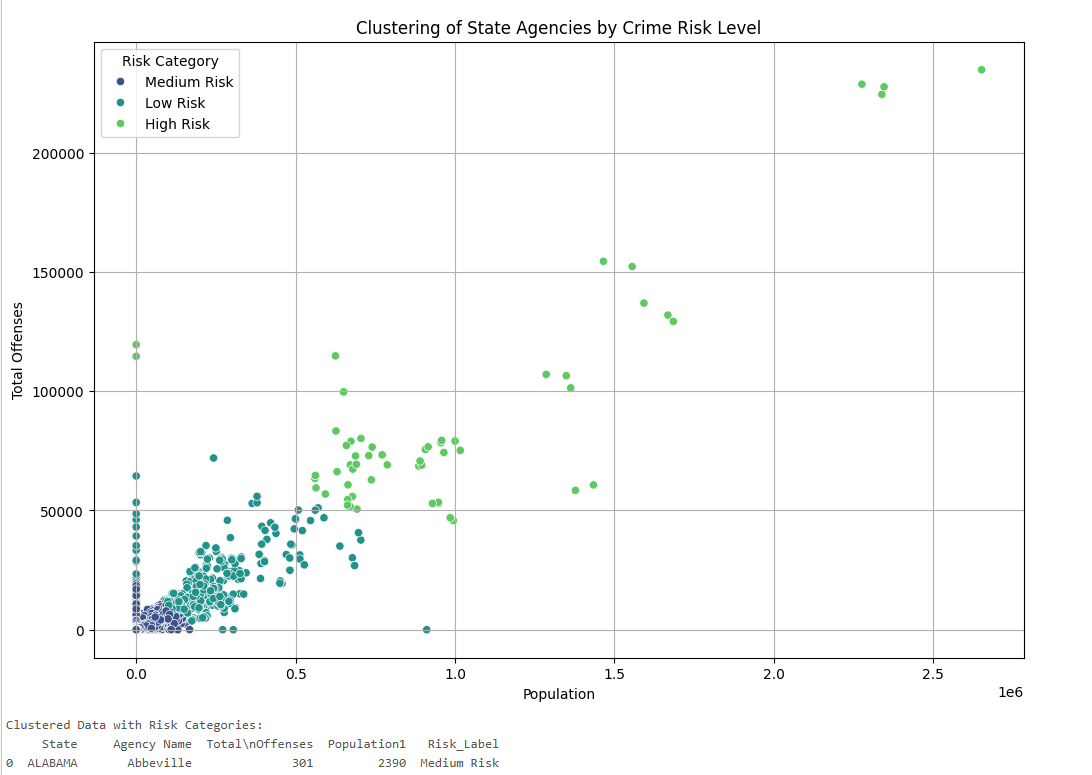 Clustering of State Agencies by Crime Risk Level
Risk Category
Medium Risk
Low Risk
High Risk
200000
150000
100000
50000
0
Total Offenses
0.0 0.5 1.0 1.5 2.0 2.5
1e6
Population
Clustered Data with Risk Categories:
State Agency Name Total\nOffenses Population1 Risk_Label
0 ALABAMA Abbeville 301 2390 Medium Risk